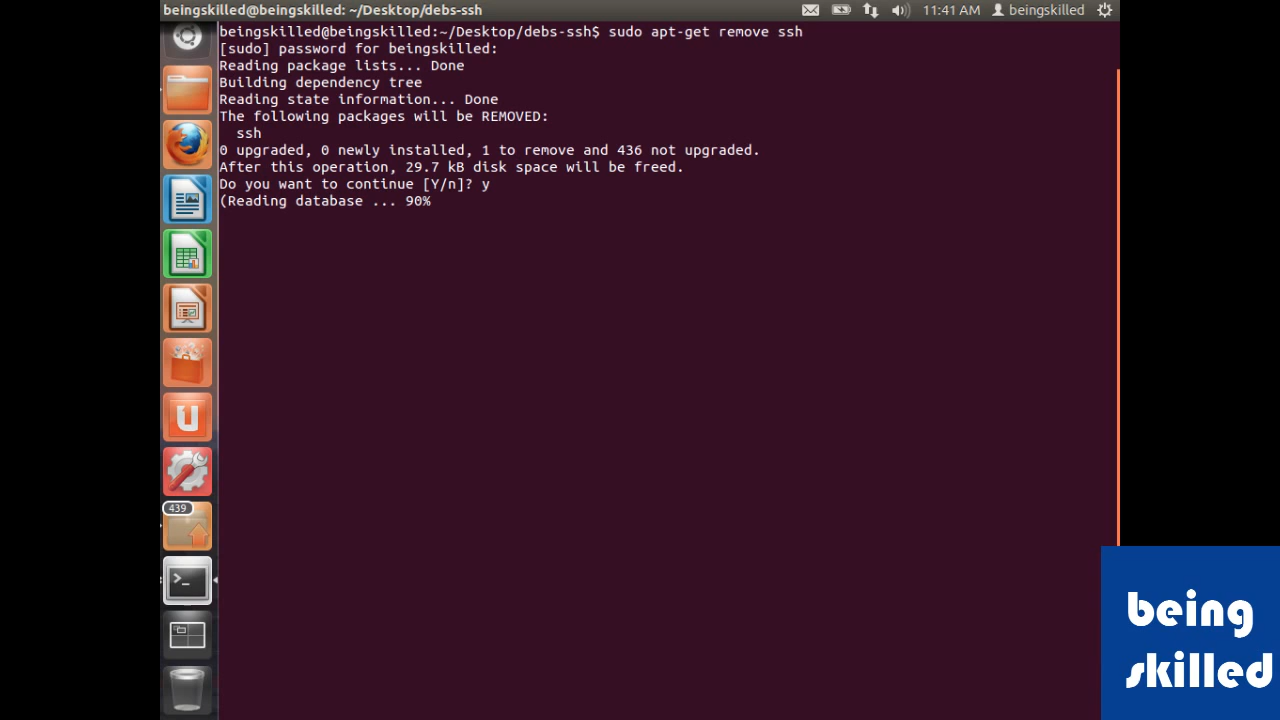 beingskilled@beingskilled: ~/Desktop/debs-ssh
11:41 AM
beingskilled
beingskilled@beingskilled:~/Desktop/debs-ssh$ sudo apt-get remove ssh
[sudo] password for beingskilled:
Reading package lists... Done
Building dependency tree
Reading state information... Done
The following packages will be REMOVED:
  ssh
0 upgraded, 0 newly installed, 1 to remove and 436 not upgraded.
After this operation, 29.7 kB disk space will be freed.
Do you want to continue [Y/n]? y
(Reading database ... 90%
U
439
>_
being
skilled